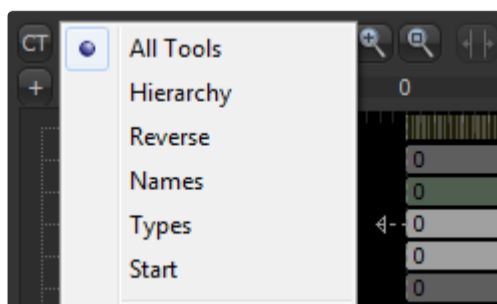 CT
All Tools
Hierarchy
+
0
Reverse
Names
0
0
Types
0
0
Start
0